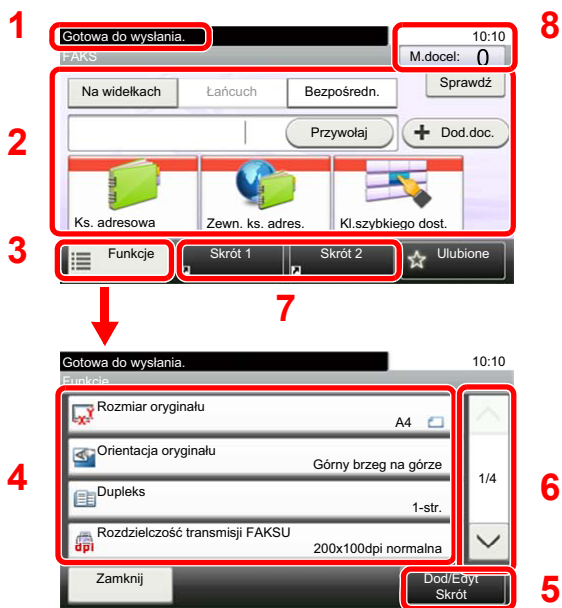 1
Gotowa do wysłania.
10:10
8
FAKS
M.docel: 0
Na widełkach
Łańcuch
Bezpośredn.
Sprawdź
2
Przywołaj
Dod.doc.
Ks. adresowa
Zewn. ks. adres.
Kl.szybkiego dost.
3
Funkcje
Skrót 1
Skrót 2
Ulubione
7
Gotowa do wysłania.
10:10
Funkcje
4
Rozmiar oryginału
A4
Orientacja oryginału
Górny brzeg na górze
Dupleks
1-str.
Rozdzielczość transmisji FAKSU
200x100dpi normalna
dpi
1/4
6
Zamknij
Dod/Edyt
Skrót
5